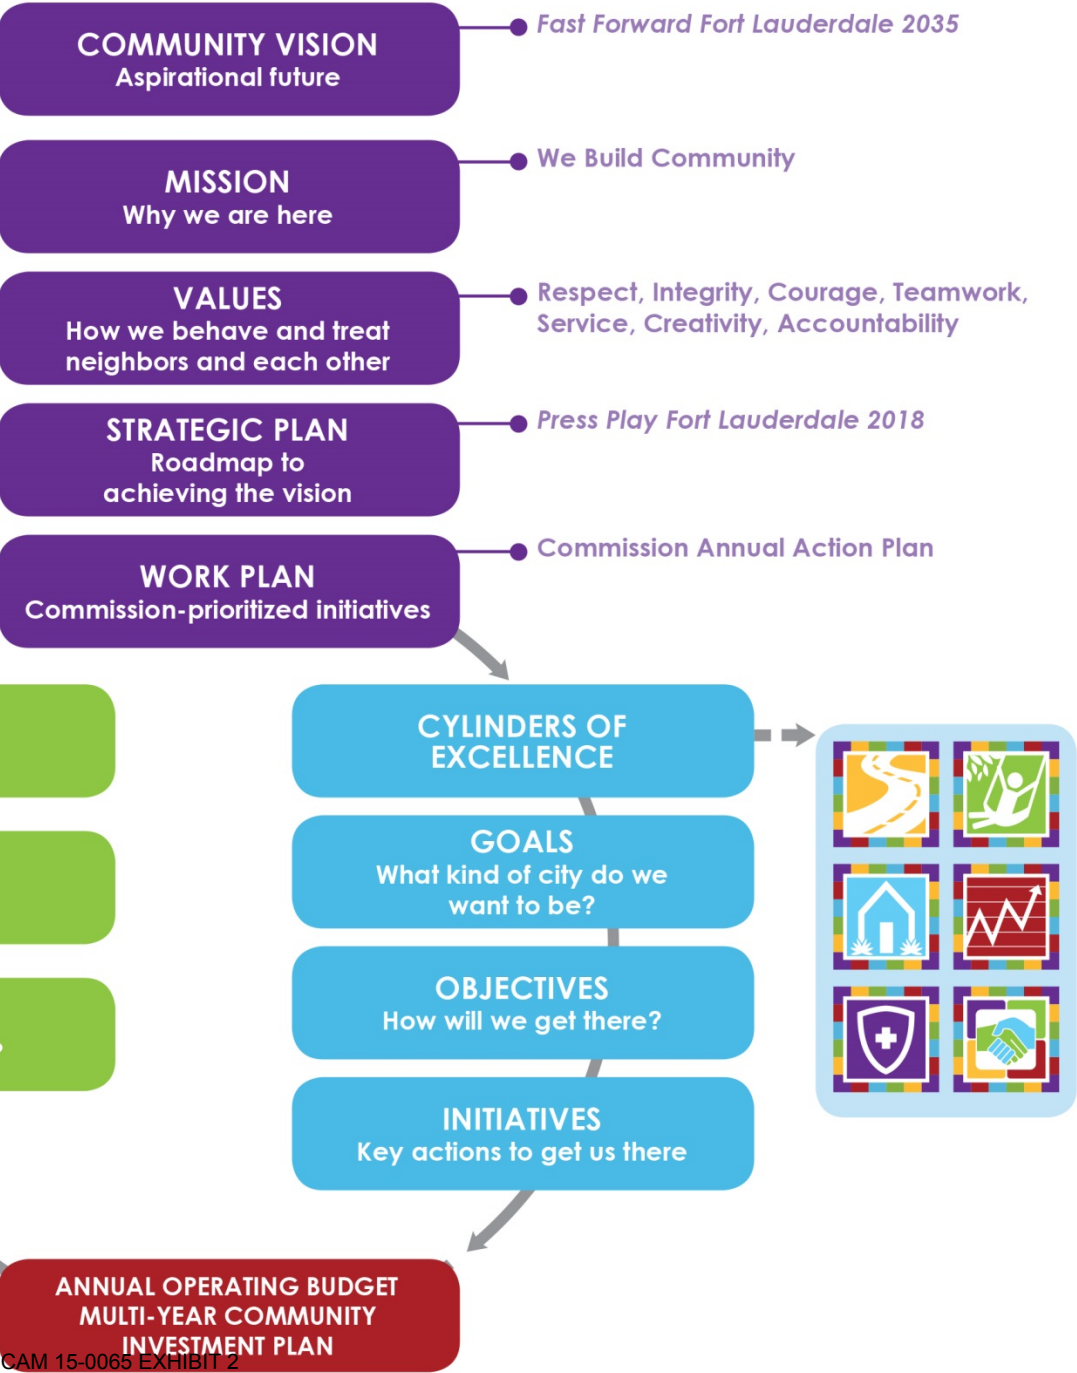 COMMUNITY VISION
Aspirational future
Fast Forward Fort Lauderdale 2035
MISSION
Why we are here
We Build Community
VALUES
How we behave and treat
neighbors and each other
Respect, Integrity, Courage, Teamwork,
Service, Creativity, Accountability
STRATEGIC PLAN
Roadmap to
achieving the vision
Press Play Fort Lauderdale 2018
WORK PLAN
Commission-prioritized initiatives
Commission Annual Action Plan
CYLINDERS OF
EXCELLENCE
GOALS
What kind of city do we
want to be?
OBJECTIVES
How will we get there?
INITIATIVES
Key actions to get us there
ANNUAL OPERATING BUDGET
MULTI-YEAR COMMUNITY
INVESTMENT PLAN
CAM 15-0065 EXHIBIT 2